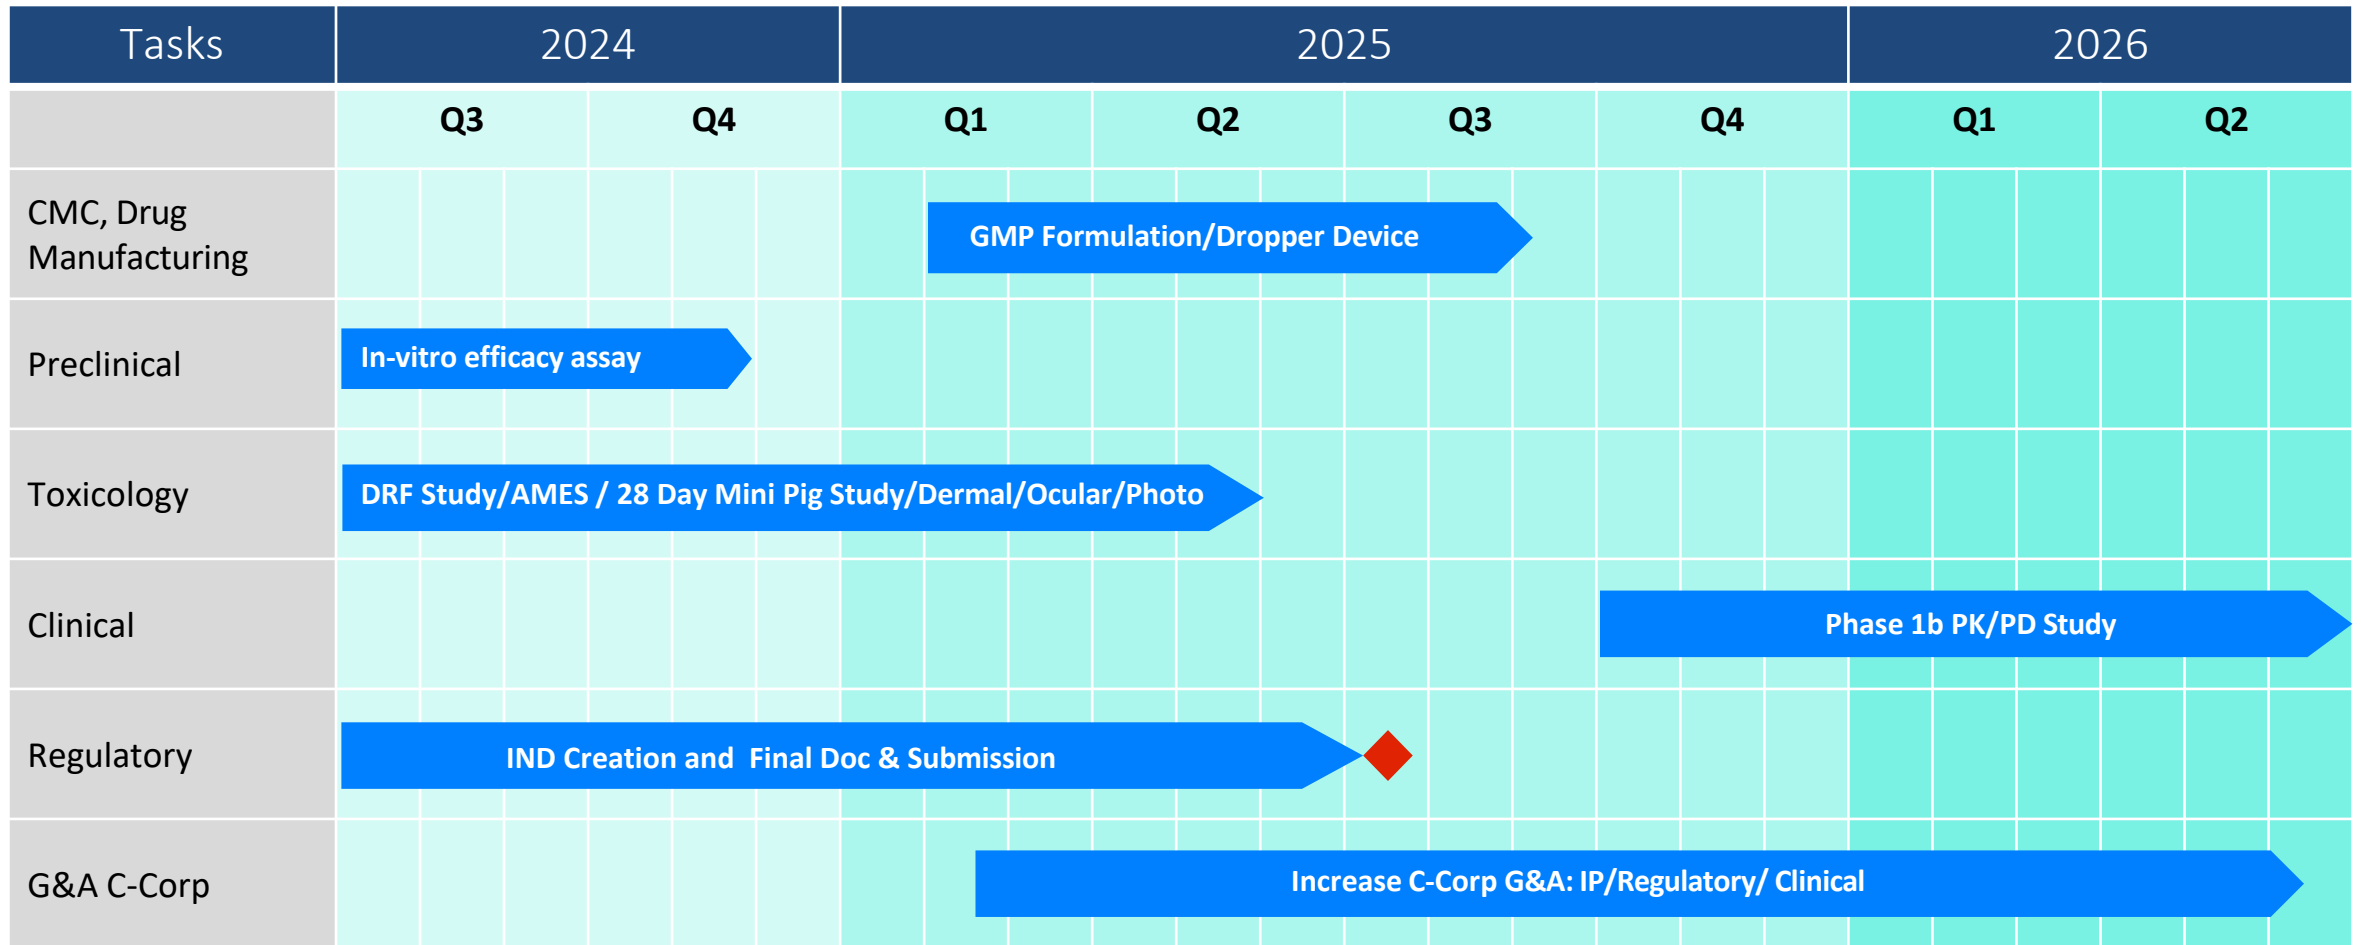 Tasks 2024 2025 2026
Q3 Q4 Q1 Q2 Q3 Q4 Q1 Q2
CMC, Drug
Manufacturing
GMP Formulation/Dropper Device
Preclinical
In-vitro efficacy assay
Toxicology
DRF Study/AMES / 28 Day Mini Pig Study/Dermal/Ocular/Photo
Clinical
Phase 1b PK/PD Study
Regulatory
IND Creation and  Final Doc & Submission
G&A C-Corp
Increase C-Corp G&A: IP/Regulatory/ Clinical